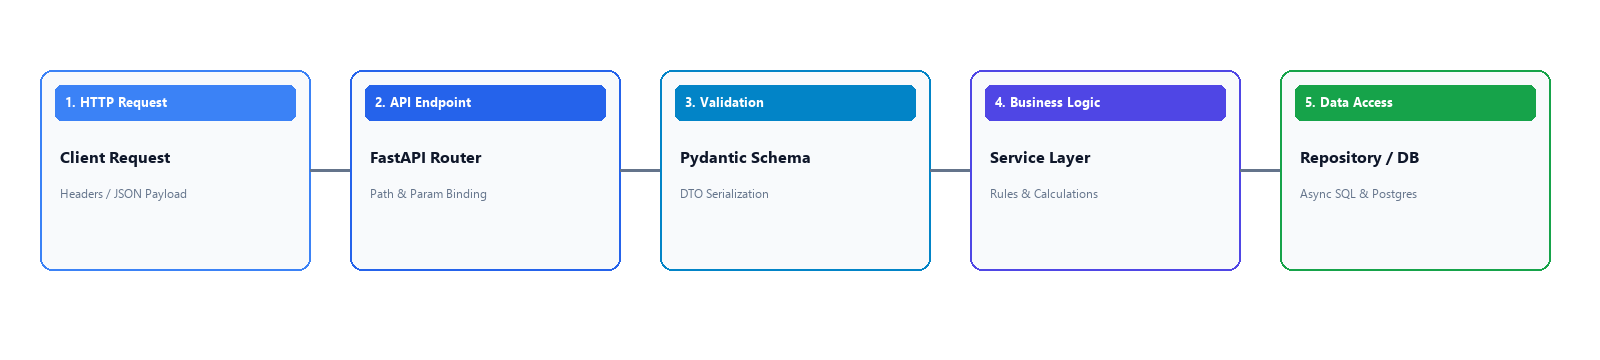 1. HTTP Request
Client Request
Headers / JSON Payload
2. API Endpoint
FastAPI Router
Path & Param Binding
3. Validation
Pydantic Schema
DTO Serialization
4. Business Logic
Service Layer
Rules & Calculations
5. Data Access
Repository / DB
Async SQL & Postgres